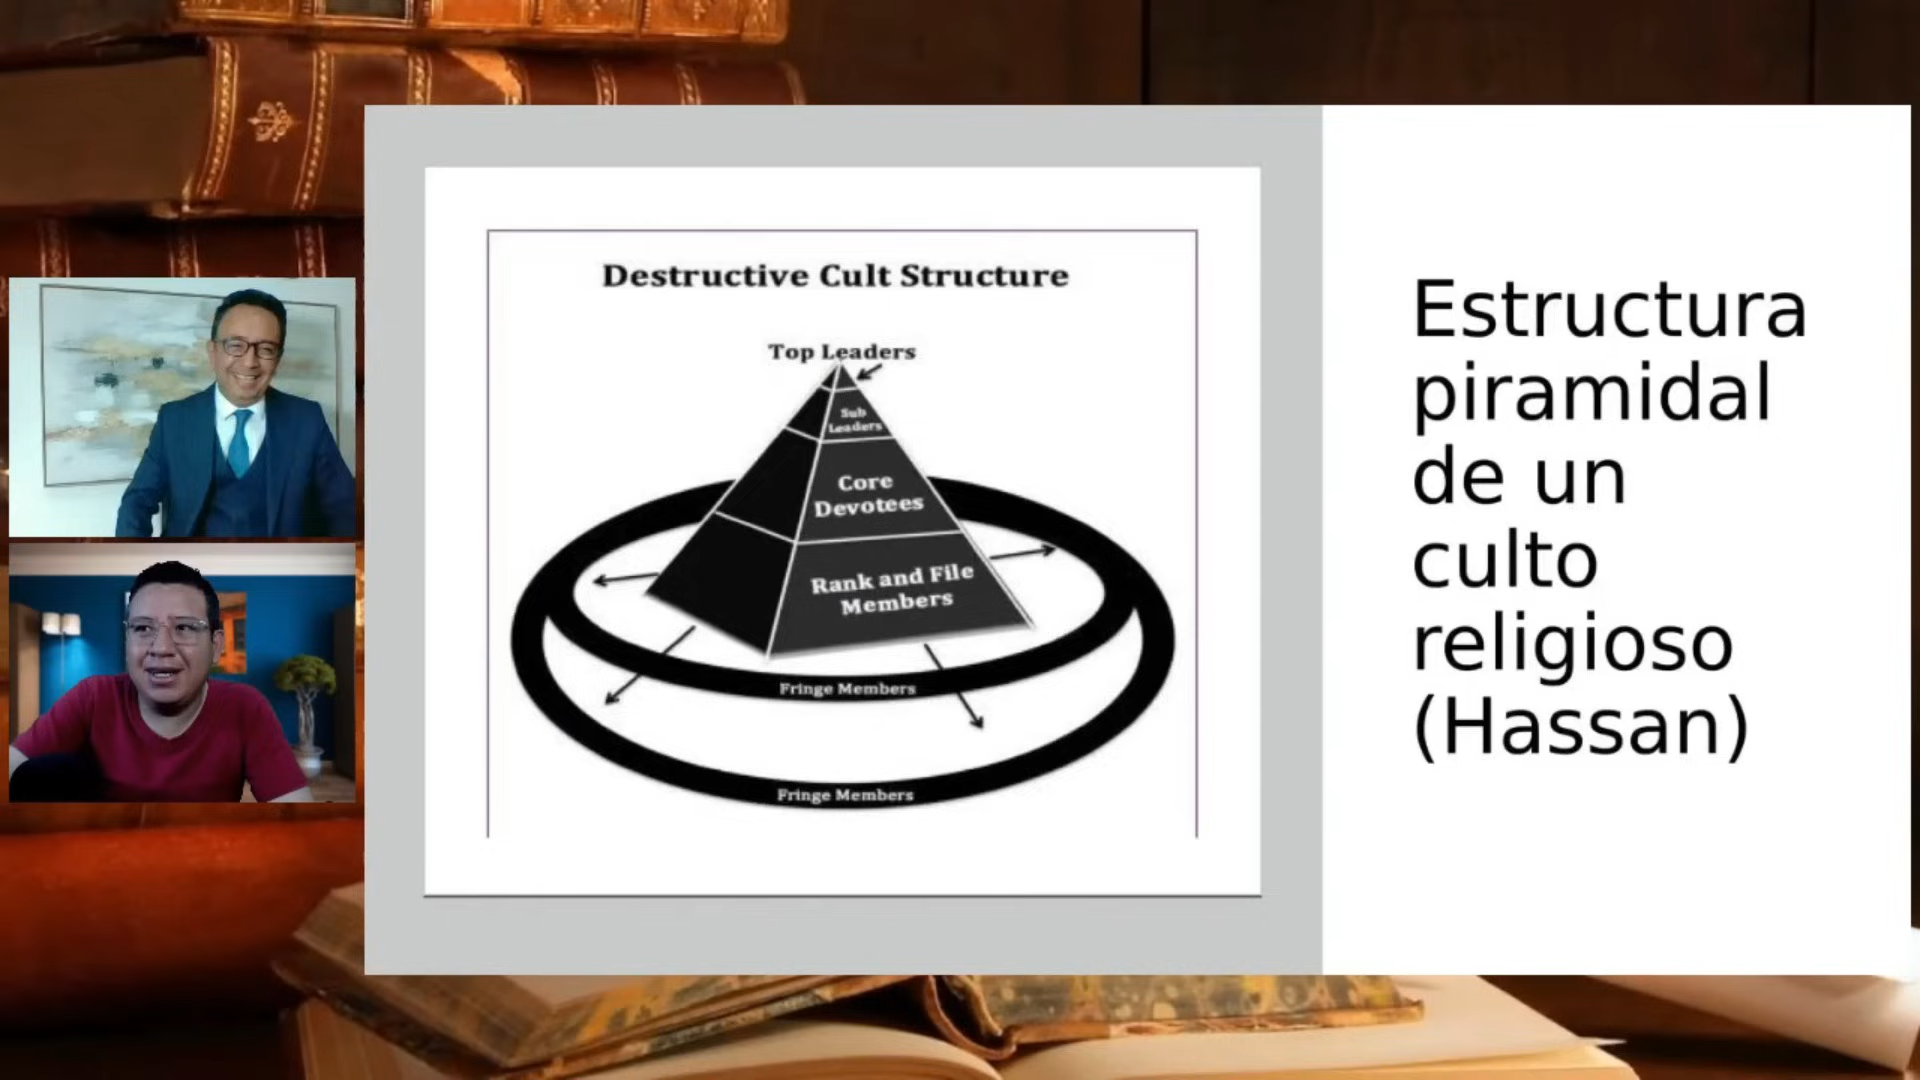 Destructive Cult Structure
Top Leaders
Sub
Leaders
Core
Devotees
Rank and File
Members
Fringe Members
Fringe Members
Estructura
piramidal
de un
culto
religioso
(Hassan)